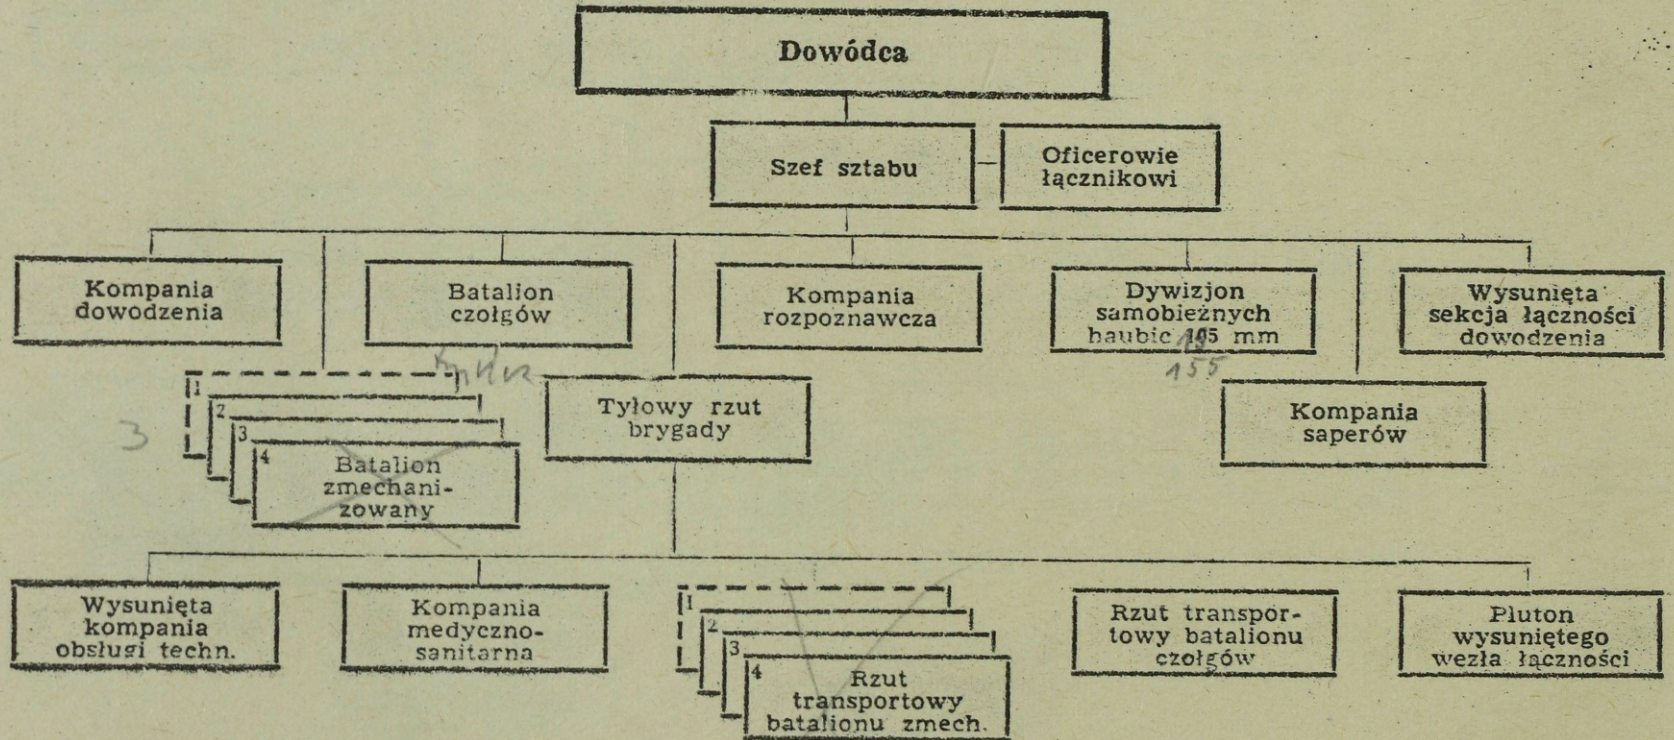 Dowódca
Szef sztabu
Oficerowie
łącznikowi
Kompania
dowodzenia
Batalion
czołgów
Kompania
rozpoznawcza
Dywizjon
samobieżnych
haubic 105 mm
155
Wysunięta
sekcja łączności
dowodzenia
3
1
2
3
4
Batalion
zmechani-
zowany
Tyłowy rzut
brygady
Kompania
saperów
Wysunięta
kompania
obsługi techn.
Kompania
medyczno-
sanitarna
1
2
3
4
Rzut
transportowy
batalionu zmech.
Rzut transpor-
towy batalionu
czołgów
Pluton
wysuniętego
wezła łączności